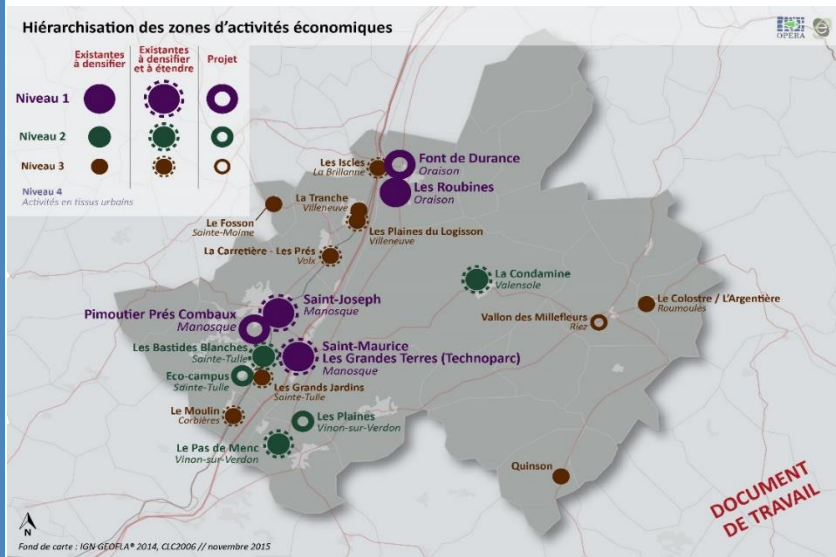 Hiérarchisation des zones d'activités économiques
OPERA
Existantes
à densifier
Existantes
à densifier
et à étendre
Projet
Niveau 1
Niveau 2
Niveau 3
Niveau 4
Activités en tissus urbains
Les Iscles
La Brillanne
Font de Durance
Oraison
Les Roubines
Oraison
La Tranche
Villeneuve
Le Fosson
Sainte-Maime
Les Plaines du Logisson
Villeneuve
La Carretière - Les Prés
Volx
La Condamine
Valensole
Le Colostre / L'Argentière
Roumoules
Vallon des Millefleurs
Riez
Saint-Joseph
Manosque
Pimoutier Prés Combaux
Manosque
Les Bastides Blanches
Sainte-Tulle
Saint-Maurice
Les Grandes Terres (Technoparc)
Manosque
Eco-campus
Sainte-Tulle
Les Grands Jardins
Sainte-Tulle
Le Moulin
Corbières
Les Plaines
Vinon-sur-Verdon
Le Pas de Menc
Vinon-sur-Verdon
Quinson
DOCUMENT
DE TRAVAIL
N
Fond de carte : IGN GEOFLA® 2014, CLC2006 // novembre 2015